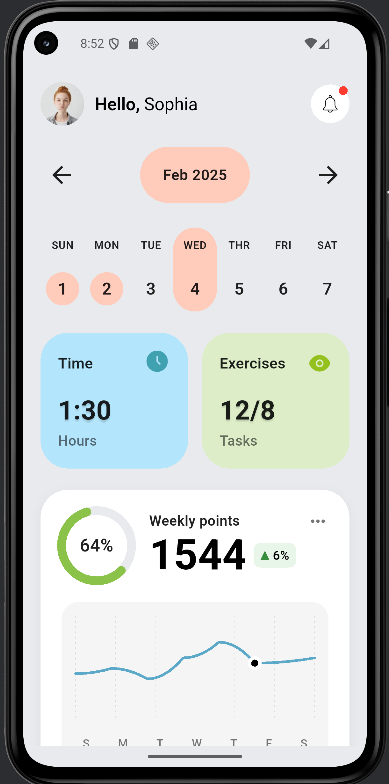 8:52
Hello, Sophia
Feb 2025
SUN MON TUE WED THR FRI SAT
1 2 3 4 5 6 7
Time
1:30
Hours
Exercises
12/8
Tasks
64%
Weekly points
1544
6%
S M T W T F S